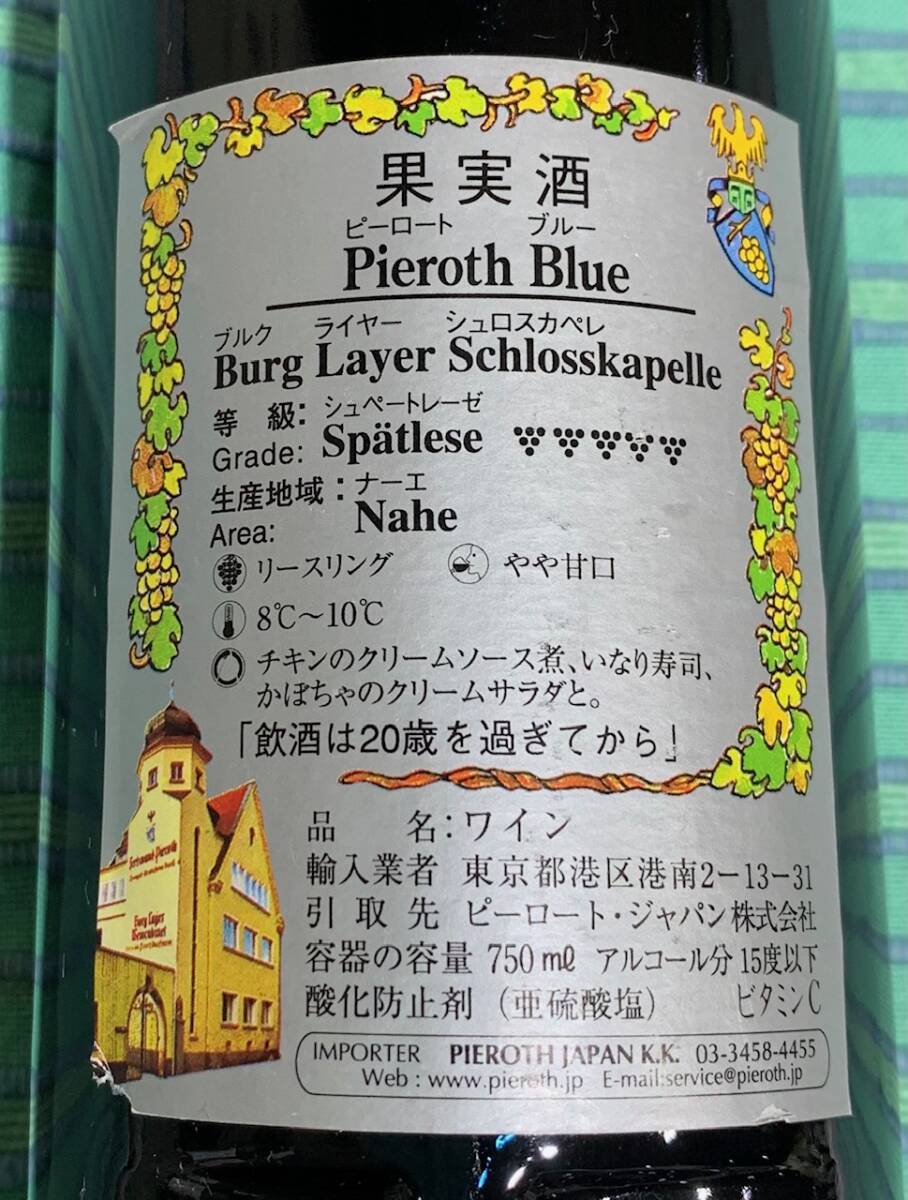 果実酒
ピーロート ブルー
Pieroth Blue
ブルク ライヤー シュロスカペレ
Burg Layer Schlosskapelle
等 級: シュペートレーゼ
Grade: Spätlese
生産地域: ナーエ
Area: Nahe
リースリング やや甘口
8℃〜10℃
チキンのクリームソース煮、いなり寿司、
かぼちゃのクリームサラダと。
「飲酒は20歳を過ぎてから」
品 名:ワイン
輸入業者 東京都港区港南2-13-31
引取先 ピーロート・ジャパン株式会社
容器の容量 750ml アルコール分 15度以下
酸化防止剤(亜硫酸塩) ビタミンC
IMPORTER PIEROTH JAPAN K.K. 03-3458-4455
Web : www.pieroth.jp E-mail:service@pieroth.jp
Burg Layer